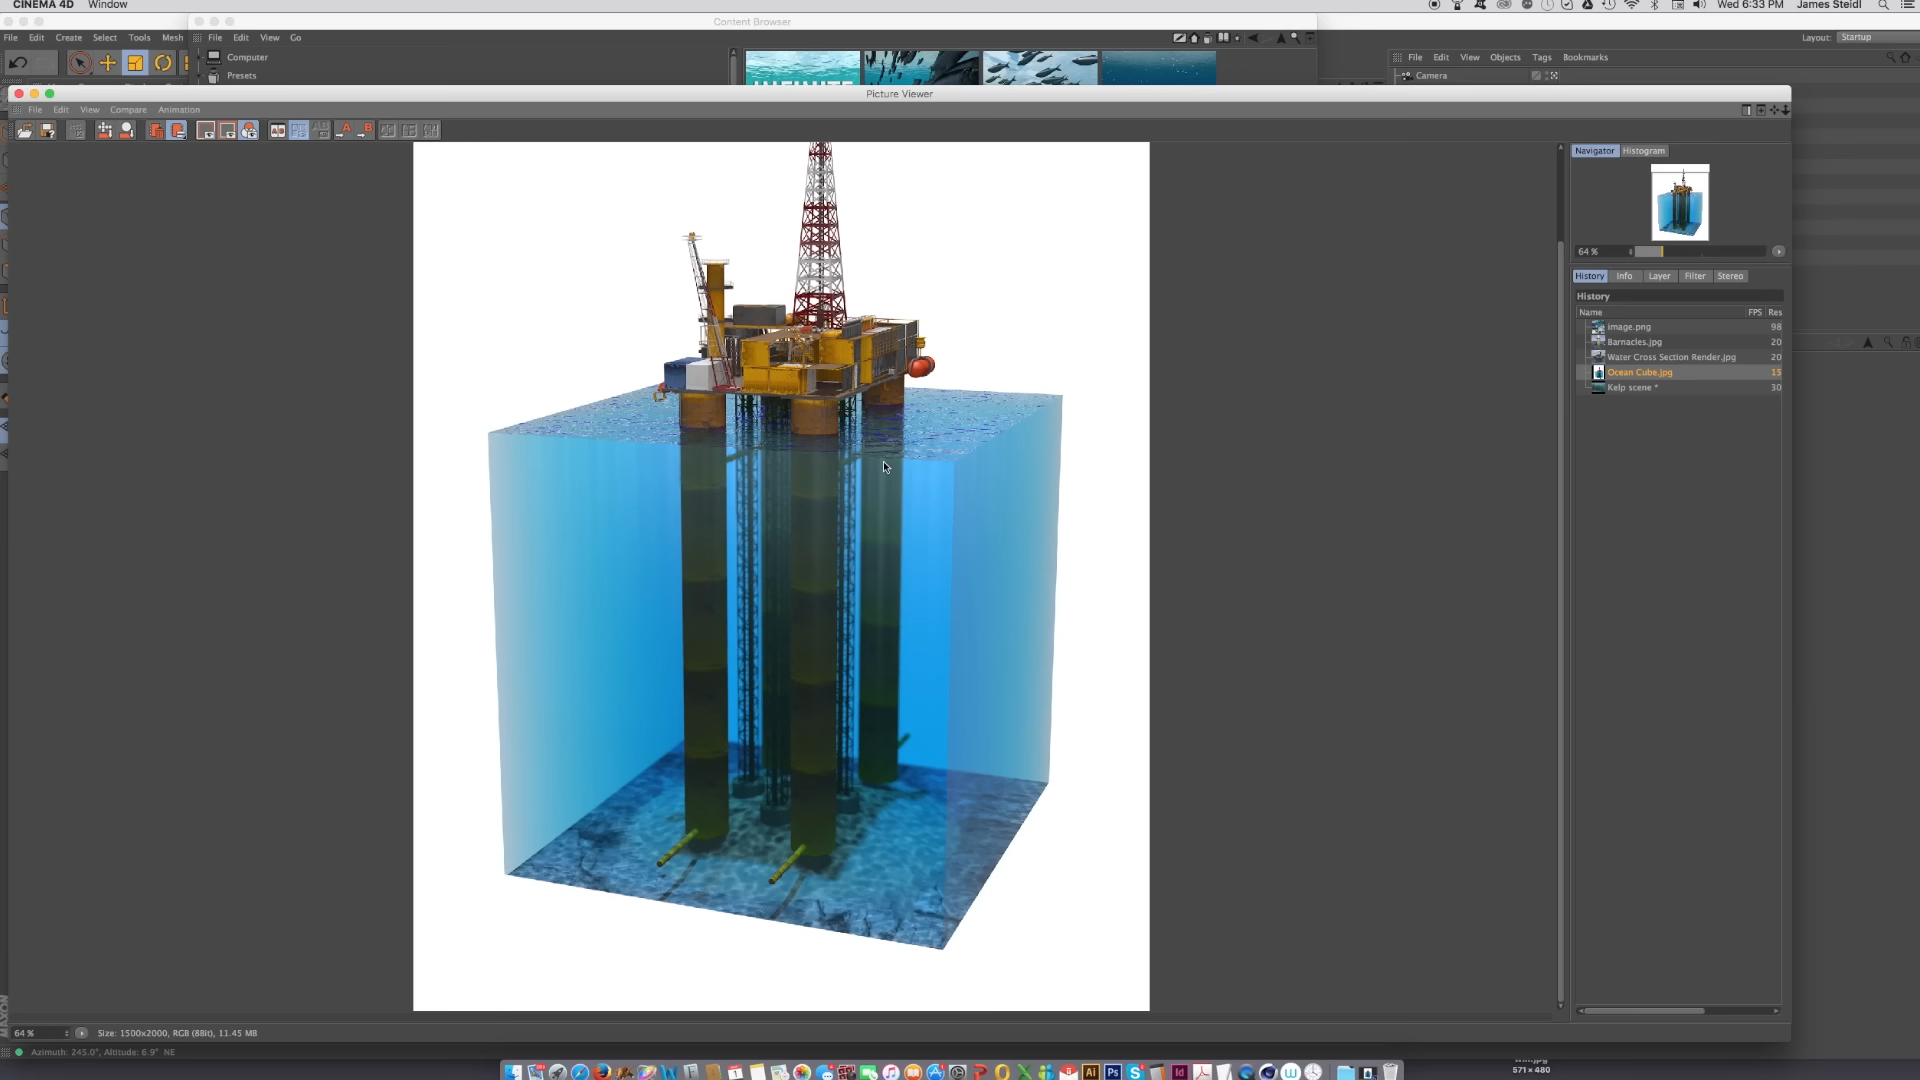 CINEMA 4D Window
Wed 6:33 PM James Steidl
Content Browser
File Edit Create Select Tools Mesh
File Edit View Go
Layout: Startup
Computer
Presets
INFINITE
File Edit View Objects Tags Bookmarks
Camera
Picture Viewer
File Edit View Compare Animation
Navigator Histogram
64 %
History Info Layer Filter Stereo
History
Name FPS Res
image.png 98
Barnacles.jpg 20
Water Cross Section Render.jpg 20
Ocean Cube.jpg 15
Kelp scene * 30
64 % Size: 1500x2000, RGB (8Bit), 11.45 MB
Azimuth: 245.0°, Altitude: 6.9° NE
571 × 480